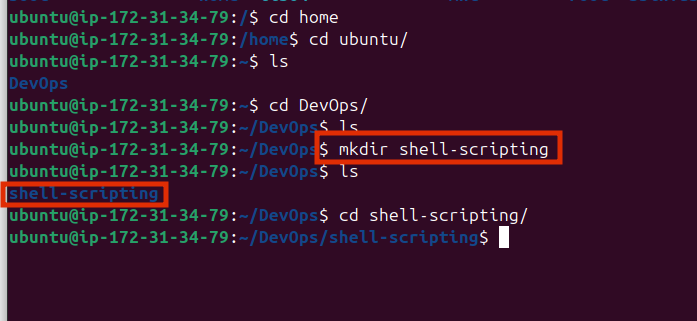 ubuntu@ip-172-31-34-79:/$ cd home
ubuntu@ip-172-31-34-79:/home$ cd ubuntu/
ubuntu@ip-172-31-34-79:~$ ls
DevOps
ubuntu@ip-172-31-34-79:~$ cd DevOps/
ubuntu@ip-172-31-34-79:~/DevOps$ ls
ubuntu@ip-172-31-34-79:~/DevOps$ mkdir shell-scripting
ubuntu@ip-172-31-34-79:~/DevOps$ ls
shell-scripting
ubuntu@ip-172-31-34-79:~/DevOps$ cd shell-scripting/
ubuntu@ip-172-31-34-79:~/DevOps/shell-scripting$